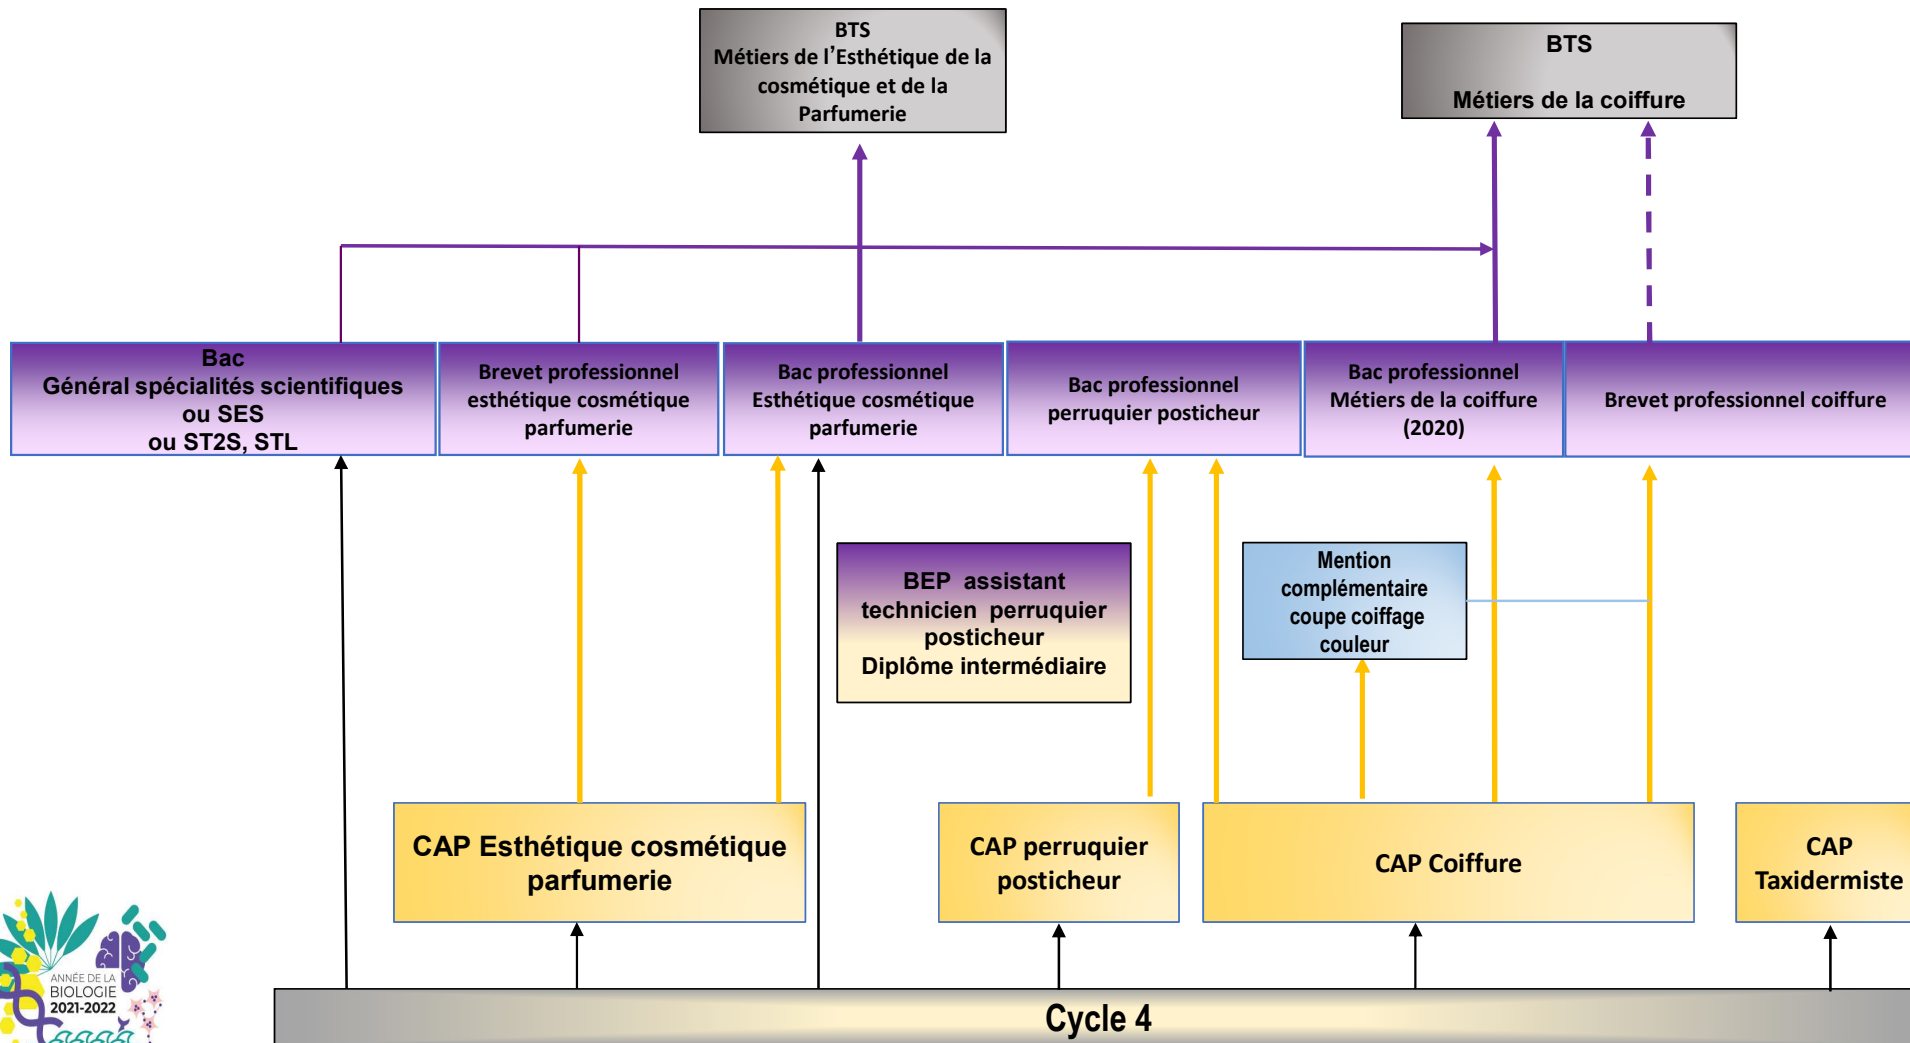 BTS
Métiers de l'Esthétique de la
cosmétique et de la
Parfumerie
BTS
Métiers de la coiffure
Bac
Général spécialités scientifiques
ou SES
ou ST2S, STL
Brevet professionnel
esthétique cosmétique
parfumerie
Bac professionnel
Esthétique cosmétique
parfumerie
Bac professionnel
perruquier posticheur
Bac professionnel
Métiers de la coiffure
(2020)
Brevet professionnel coiffure
BEP assistant
technicien perruquier
posticheur
Diplôme intermédiaire
Mention
complémentaire
coupe coiffage
couleur
CAP Esthétique cosmétique
parfumerie
CAP perruquier
posticheur
CAP Coiffure
CAP
Taxidermiste
ANNÉE DE LA
BIOLOGIE
2021-2022
Cycle 4